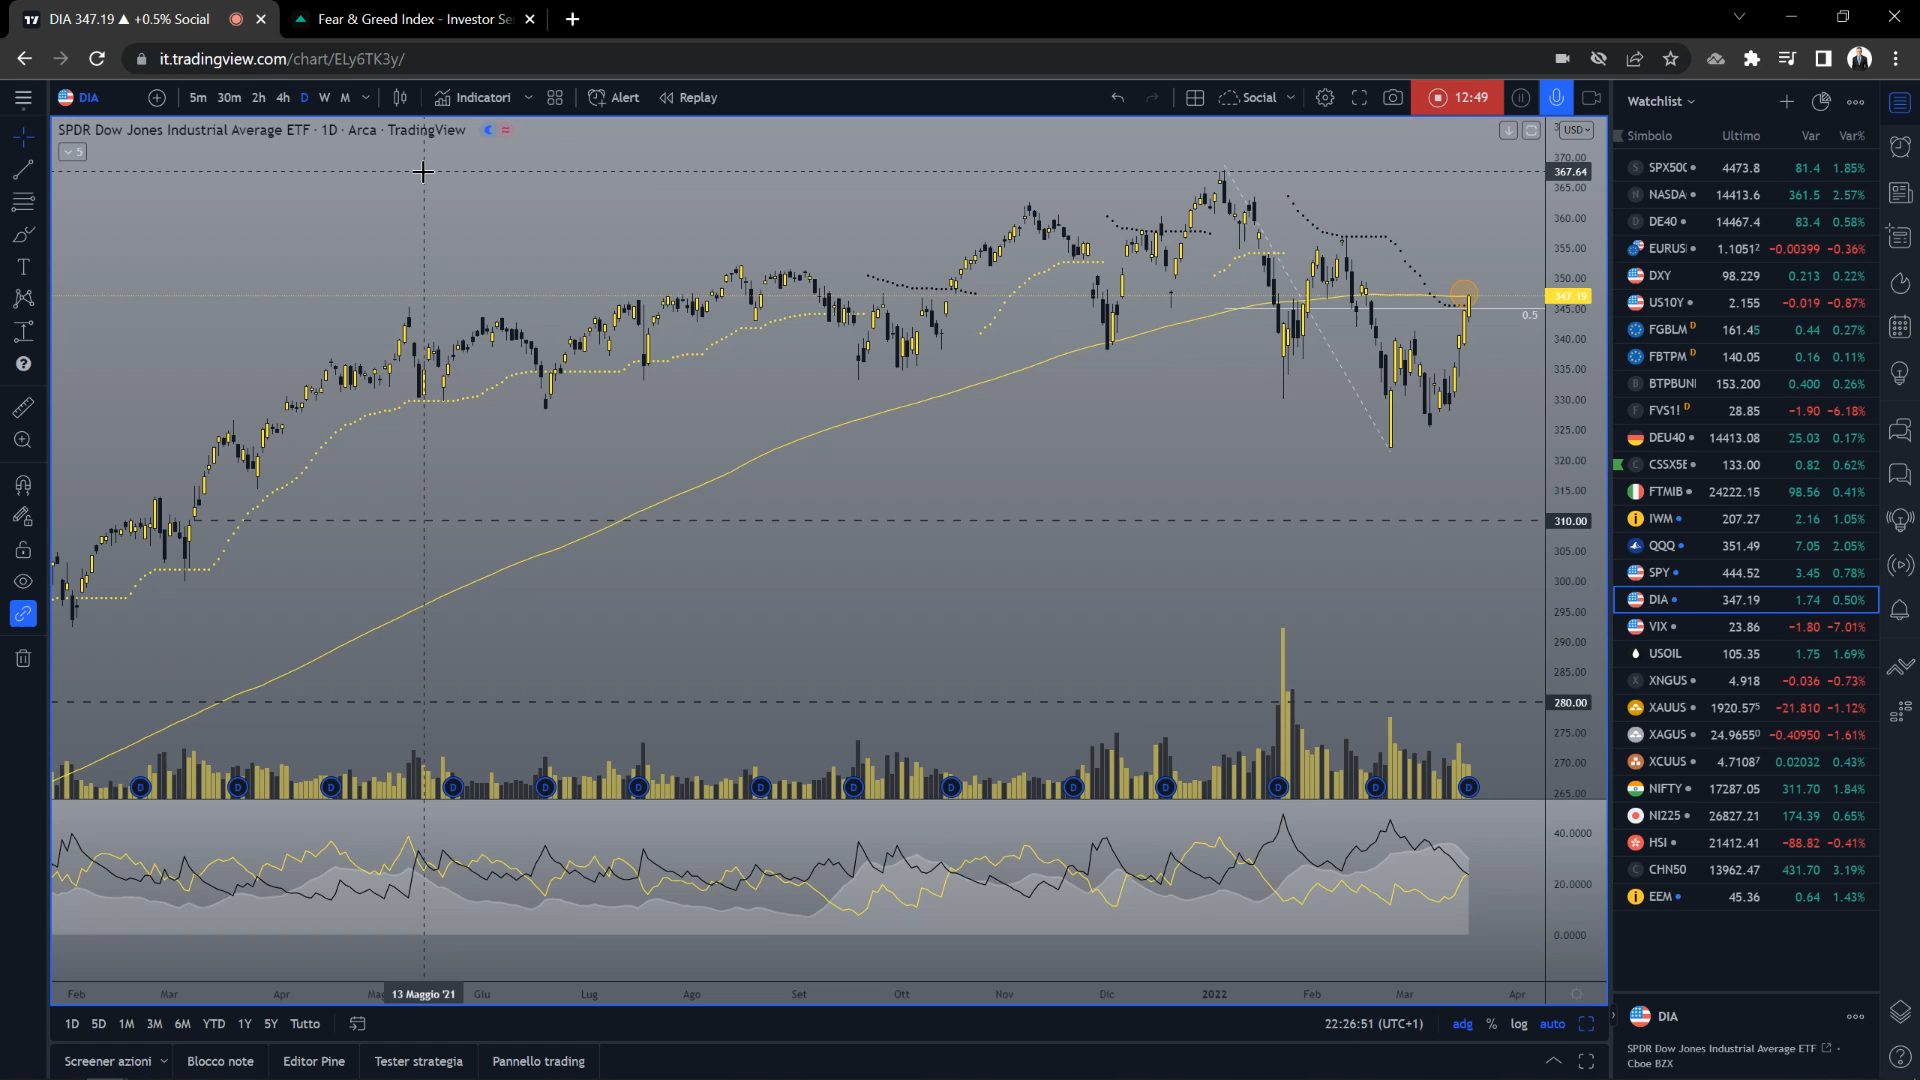 DIA 347.19 ▲ +0.5% Social
Fear & Greed Index - Investor Se
it.tradingview.com/chart/ELy6TK3y/
DIA
5m 30m 2h 4h D W M
Indicatori
Alert
Replay
Social
12:49
SPDR Dow Jones Industrial Average ETF · 1D · Arca · TradingView
5
USD
370.00
367.64
365.00
360.00
355.00
350.00
347.19
345.00
0.5
340.00
335.00
330.00
325.00
320.00
315.00
310.00
305.00
300.00
295.00
290.00
285.00
280.00
275.00
270.00
265.00
D D D D D D D D D D D D D D
40.0000
20.0000
0.0000
Feb Mar Apr Mag 13 Maggio '21 Giu Lug Ago Set Ott Nov Dic 2022 Feb Mar Apr
1D 5D 1M 3M 6M YTD 1Y 5Y Tutto
22:26:51 (UTC+1) adg % log auto
Screener azioni Blocco note Editor Pine Tester strategia Pannello trading
Watchlist
Simbolo Ultimo Var Var%
SPX500 4473.8 81.4 1.85%
NASDA 14413.6 361.5 2.57%
DE40 14467.4 83.4 0.58%
EURUS 1.1051² -0.00399 -0.36%
DXY 98.229 0.213 0.22%
US10Y 2.155 -0.019 -0.87%
FGBLM D 161.45 0.44 0.27%
FBTPM D 140.05 0.16 0.11%
BTPBUNI 153.200 0.400 0.26%
FVS1! D 28.85 -1.90 -6.18%
DEU40 14413.08 25.03 0.17%
CSSX5E 133.00 0.82 0.62%
FTMIB 24222.15 98.56 0.41%
IWM 207.27 2.16 1.05%
QQQ 351.49 7.05 2.05%
SPY 444.52 3.45 0.78%
DIA 347.19 1.74 0.50%
VIX 23.86 -1.80 -7.01%
USOIL 105.35 1.75 1.69%
XNGUS 4.918 -0.036 -0.73%
XAUUS 1920.57⁵ -21.810 -1.12%
XAGUS 24.9655⁰ -0.40950 -1.61%
XCUUS 4.7108⁷ 0.02032 0.43%
NIFTY 17287.05 311.70 1.84%
NI225 26827.21 174.39 0.65%
HSI 21412.41 -88.82 -0.41%
CHN50 13962.47 431.70 3.19%
EEM 45.36 0.64 1.43%
DIA
SPDR Dow Jones Industrial Average ETF ·
Cboe BZX